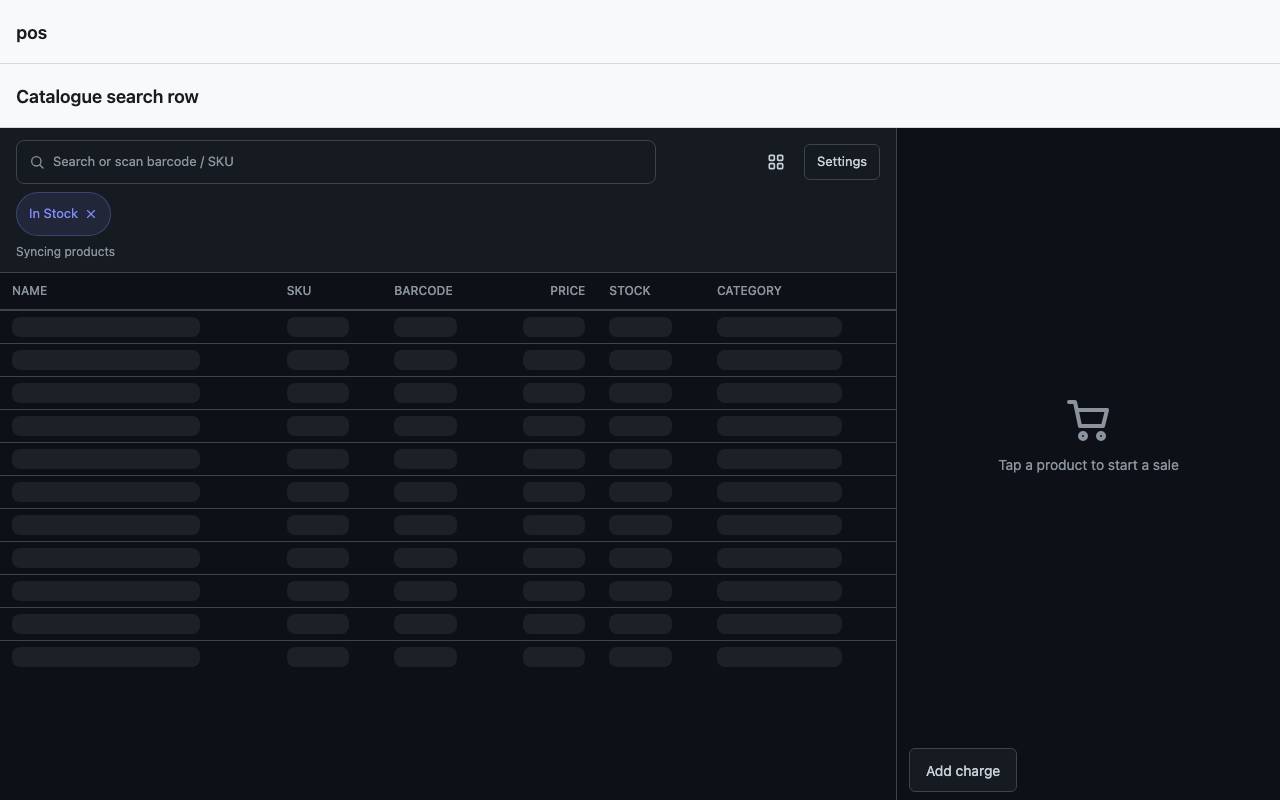 pos
Catalogue search row
Search or scan barcode / SKU
Settings
In Stock
Syncing products
NAME SKU BARCODE PRICE STOCK CATEGORY
Tap a product to start a sale
Add charge